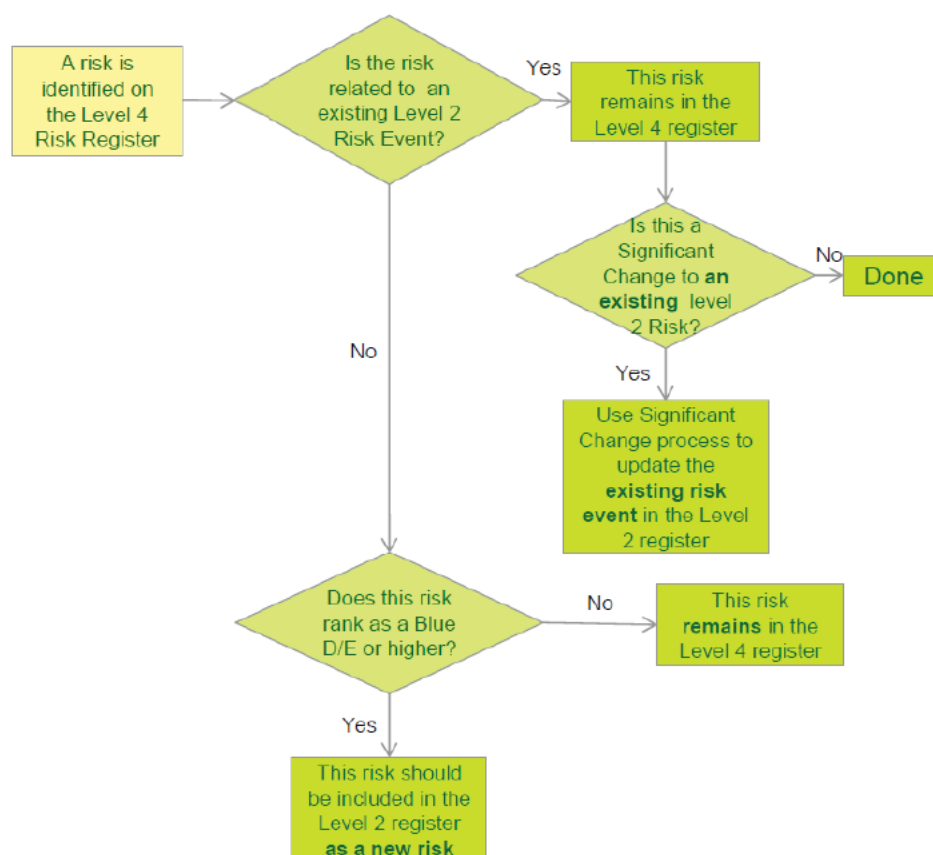 A risk is
identified on
the Level 4
Risk Register
Is the risk
related to an
existing Level 2
Risk Event?
Yes
This risk
remains in the
Level 4 register
Is this a
Significant
Change to an
existing level
2 Risk?
No
Done
No
Yes
Use Significant
Change process to
update the
existing risk
event in the Level
2 register
Does this risk
rank as a Blue
D/E or higher?
No
This risk
remains in the
Level 4 register
Yes
This risk should
be included in the
Level 2 register
as a new risk